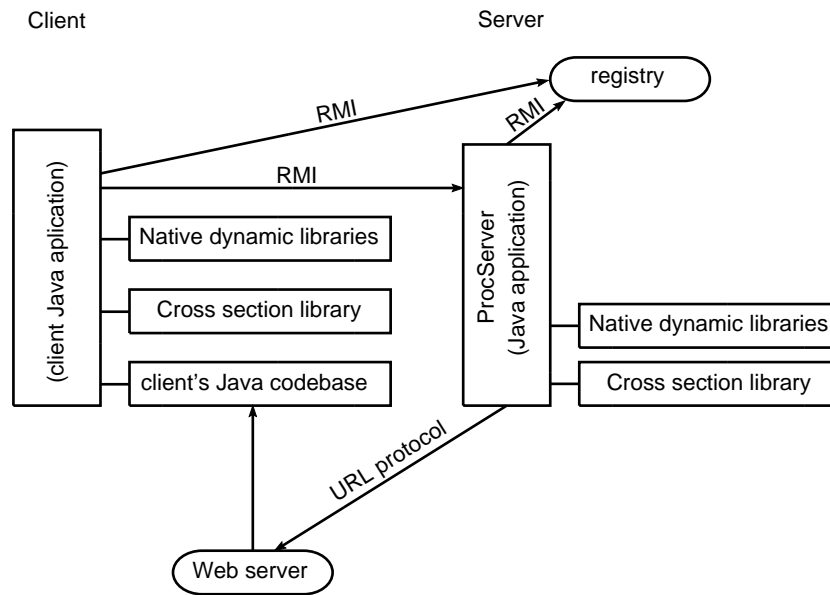 Client
Server
registry
RMI
RMI
RMI
(client Java aplication)
Native dynamic libraries
Cross section library
client's Java codebase
ProcServer
(Java application)
Native dynamic libraries
Cross section library
URL protocol
Web server